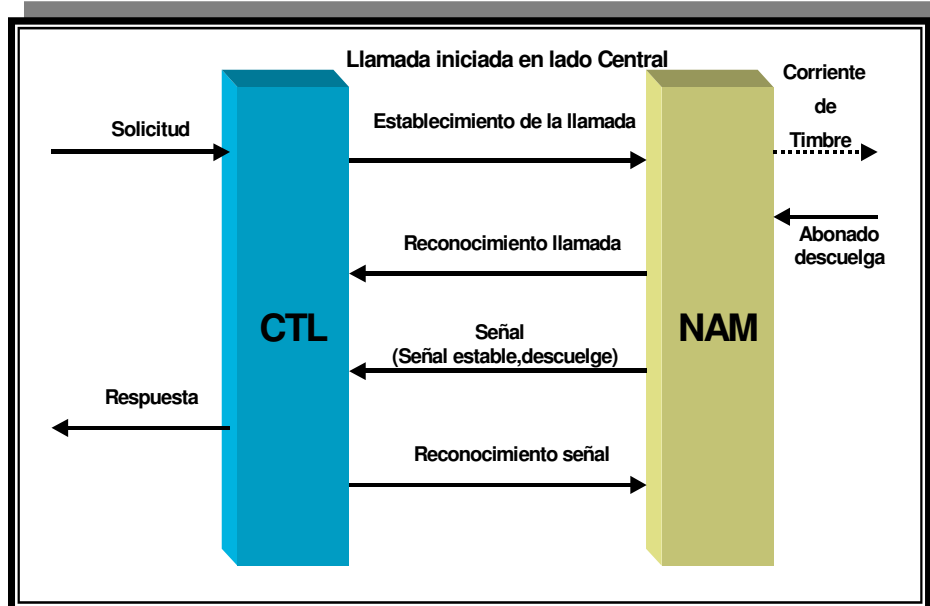 Llamada iniciada en lado Central
Corriente
de
Timbre
Solicitud
Establecimiento de la llamada
Abonado
descuelga
Reconocimiento llamada
CTL
NAM
Señal
(Señal estable,descuelge)
Respuesta
Reconocimiento señal